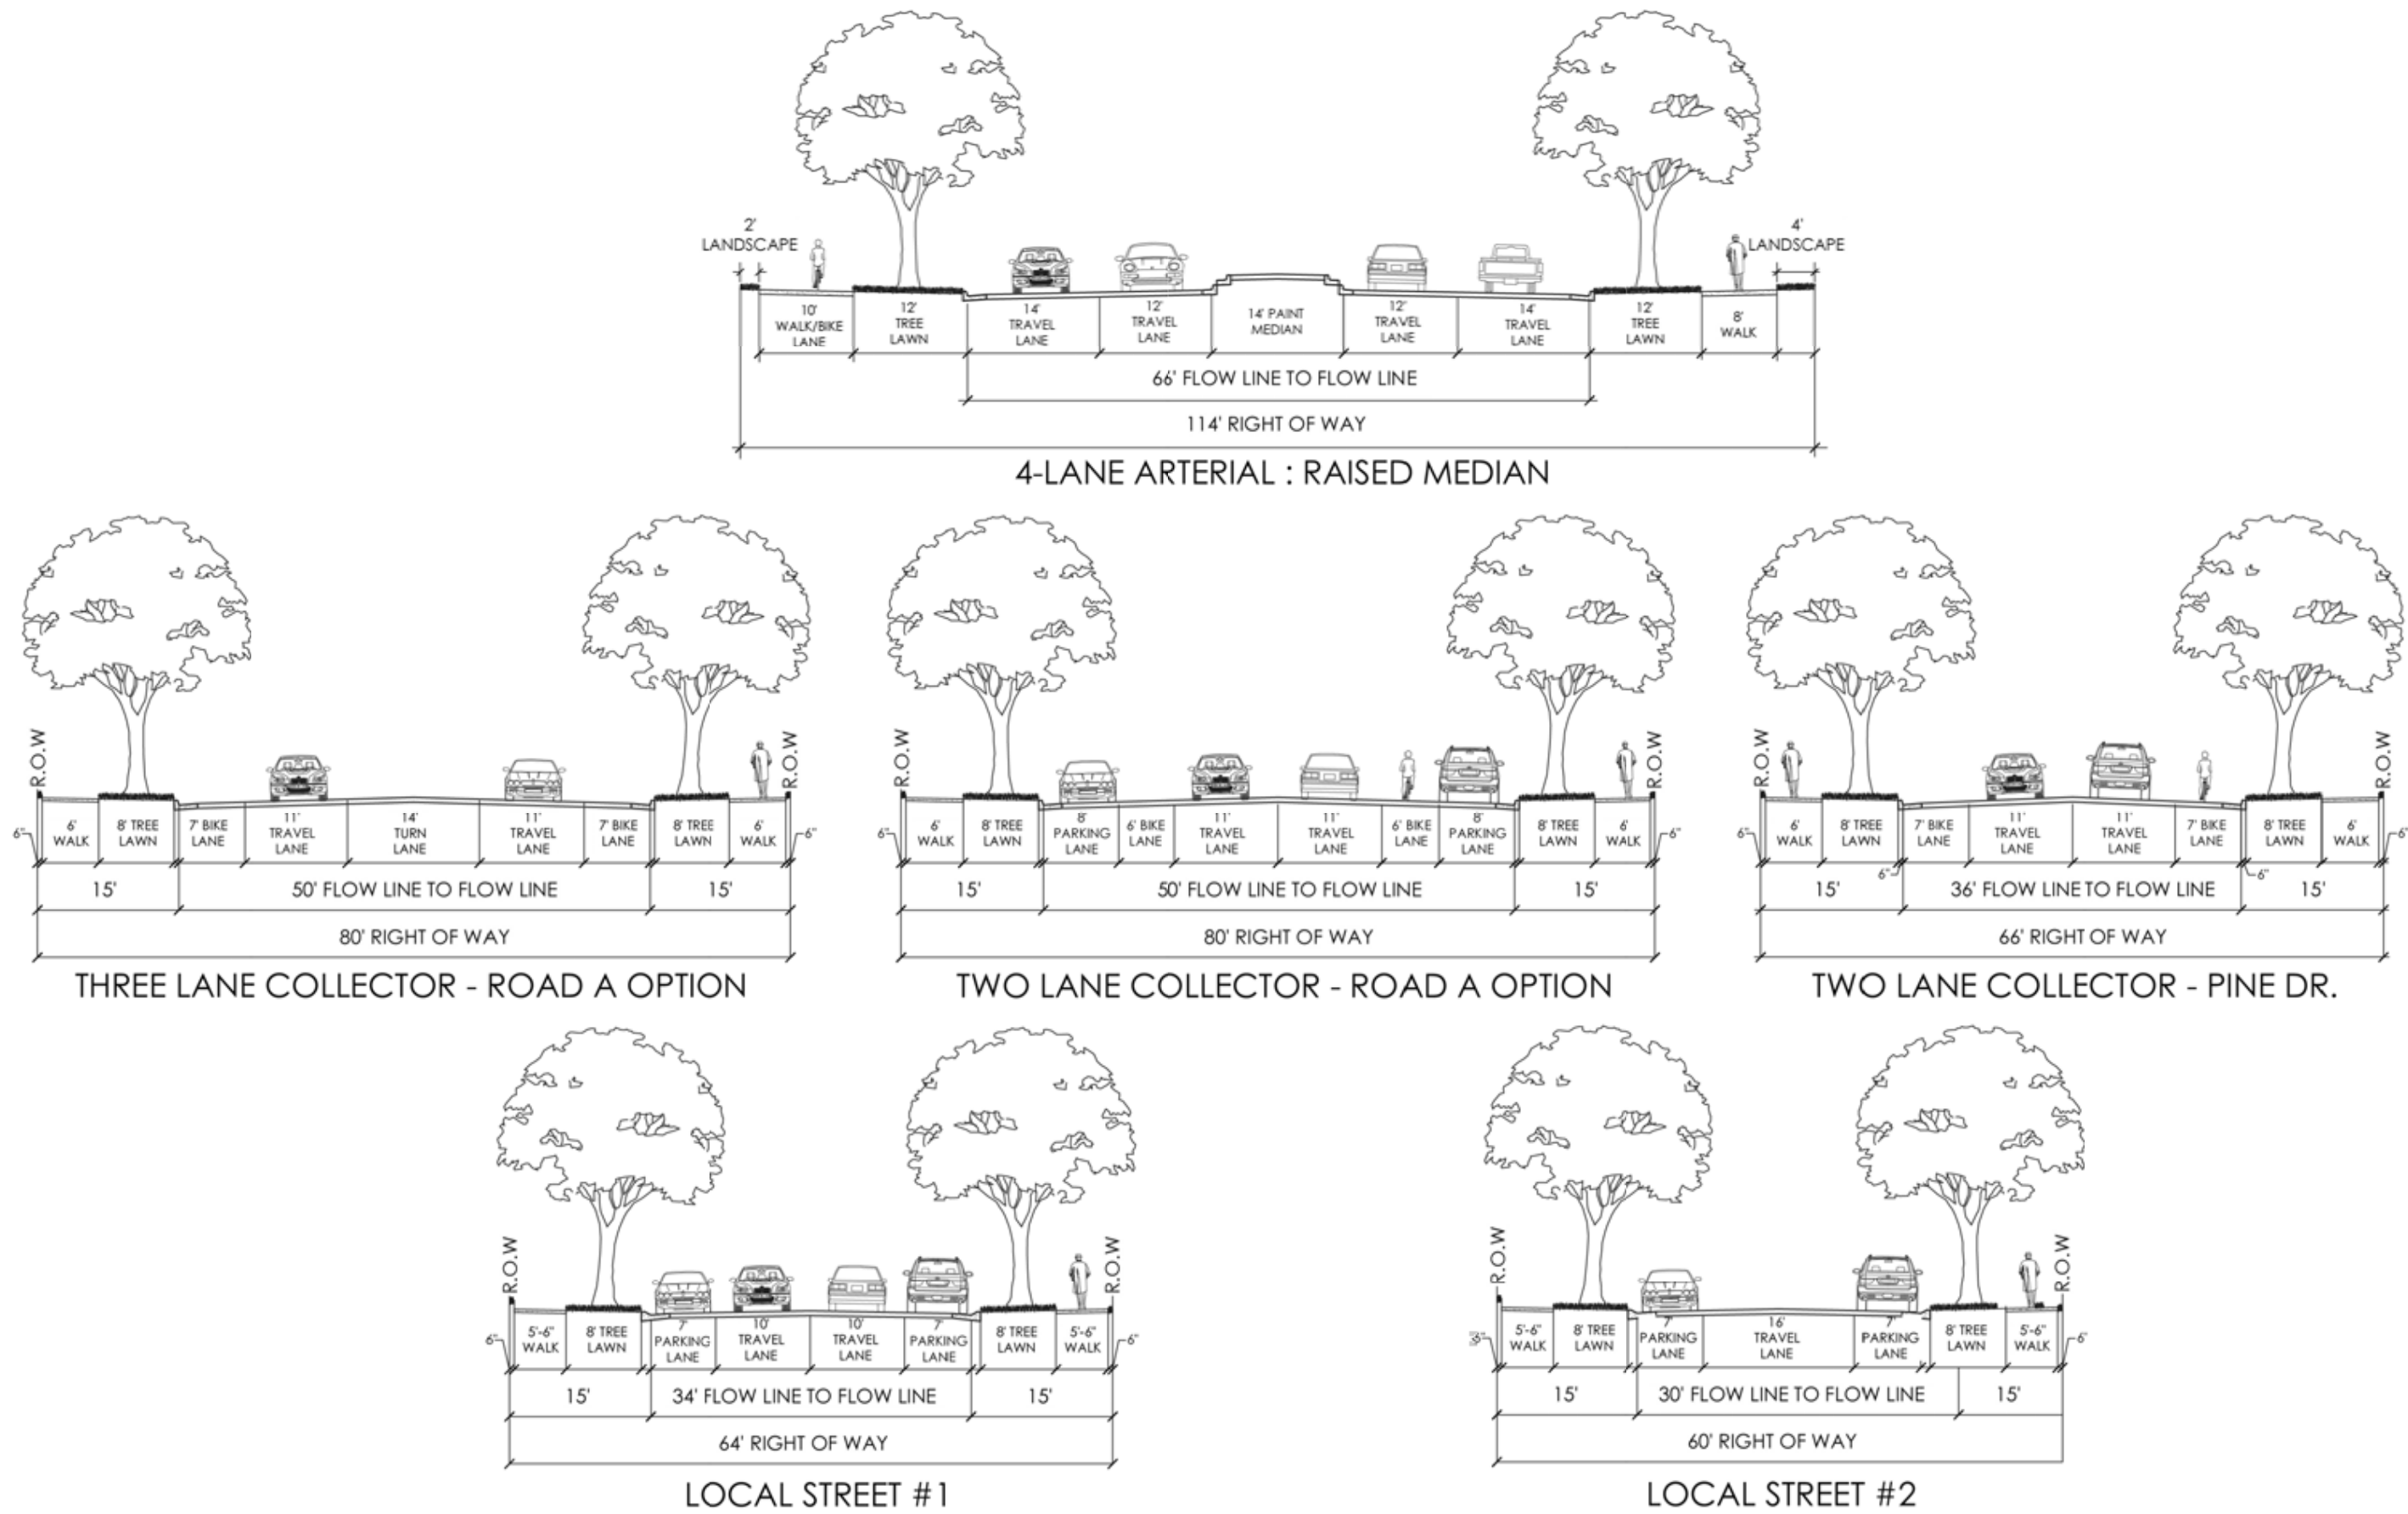 2'
LANDSCAPE
4'
LANDSCAPE
10'
WALK/BIKE
LANE
12'
TREE
LAWN
14'
TRAVEL
LANE
12'
TRAVEL
LANE
14' PAINT
MEDIAN
12'
TRAVEL
LANE
14'
TRAVEL
LANE
12'
TREE
LAWN
8'
WALK
66' FLOW LINE TO FLOW LINE
114' RIGHT OF WAY
4-LANE ARTERIAL : RAISED MEDIAN
R.O.W
R.O.W
6"
6'
WALK
8' TREE
LAWN
7' BIKE
LANE
11'
TRAVEL
LANE
14'
TURN
LANE
11'
TRAVEL
LANE
7' BIKE
LANE
8' TREE
LAWN
6'
WALK
6"
15'
50' FLOW LINE TO FLOW LINE
15'
80' RIGHT OF WAY
THREE LANE COLLECTOR - ROAD A OPTION
R.O.W
R.O.W
6"
6'
WALK
8' TREE
LAWN
8'
PARKING
LANE
6' BIKE
LANE
11'
TRAVEL
LANE
11'
TRAVEL
LANE
6' BIKE
LANE
8'
PARKING
LANE
8' TREE
LAWN
6'
WALK
6"
15'
50' FLOW LINE TO FLOW LINE
15'
80' RIGHT OF WAY
TWO LANE COLLECTOR - ROAD A OPTION
R.O.W
R.O.W
6"
6'
WALK
8' TREE
LAWN
7' BIKE
LANE
11'
TRAVEL
LANE
11'
TRAVEL
LANE
7' BIKE
LANE
8' TREE
LAWN
6'
WALK
6"
6"
6"
15'
36' FLOW LINE TO FLOW LINE
15'
66' RIGHT OF WAY
TWO LANE COLLECTOR - PINE DR.
R.O.W
R.O.W
6"
5'-6"
WALK
8' TREE
LAWN
7'
PARKING
LANE
10'
TRAVEL
LANE
10'
TRAVEL
LANE
7'
PARKING
LANE
8' TREE
LAWN
5'-6"
WALK
6"
15'
34' FLOW LINE TO FLOW LINE
15'
64' RIGHT OF WAY
LOCAL STREET #1
R.O.W
R.O.W
5'-6"
WALK
8' TREE
LAWN
7'
PARKING
LANE
16'
TRAVEL
LANE
7'
PARKING
LANE
8' TREE
LAWN
5'-6"
WALK
6"
15'
30' FLOW LINE TO FLOW LINE
15'
60' RIGHT OF WAY
LOCAL STREET #2